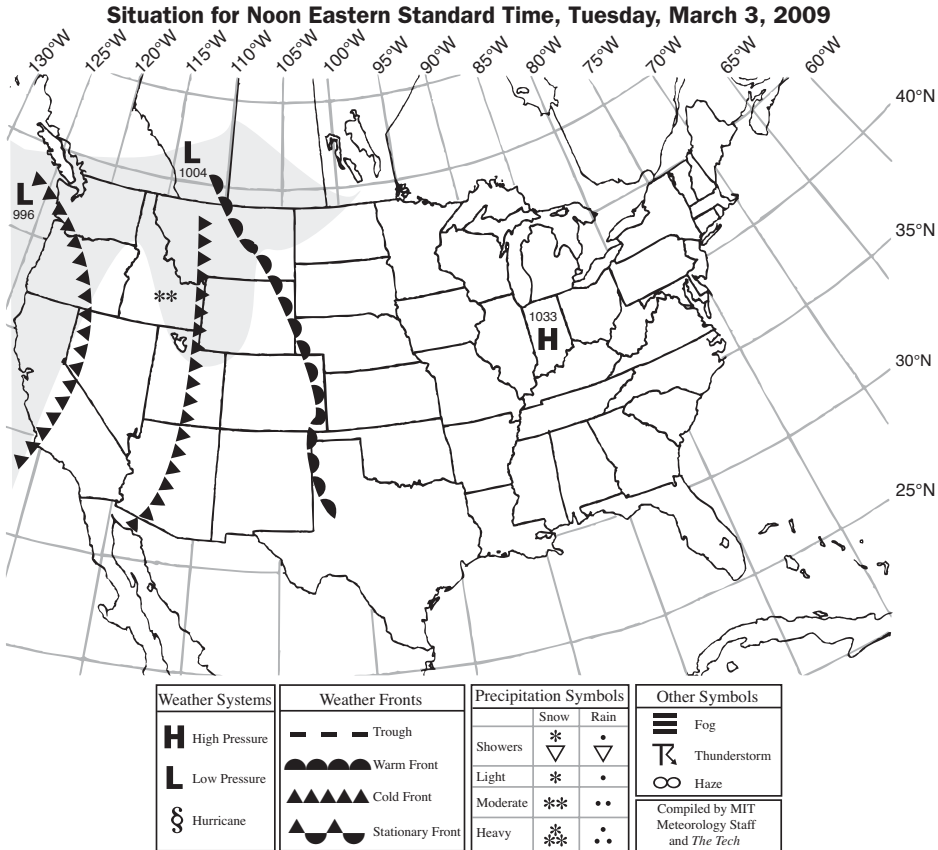 Situation for Noon Eastern Standard Time, Tuesday, March 3, 2009
130°W 125°W 120°W 115°W 110°W 105°W 100°W 95°W 90°W 85°W 80°W 75°W 70°W 65°W 60°W
40°N
L
1004
L
996
35°N
1033
H
30°N
25°N
Weather Systems
H High Pressure
L Low Pressure
§ Hurricane
Weather Fronts
Trough
Warm Front
Cold Front
Stationary Front
Precipitation Symbols
Snow Rain
Showers
Light
Moderate
Heavy
Other Symbols
Fog
Thunderstorm
Haze
Compiled by MIT
Meteorology Staff
and The Tech